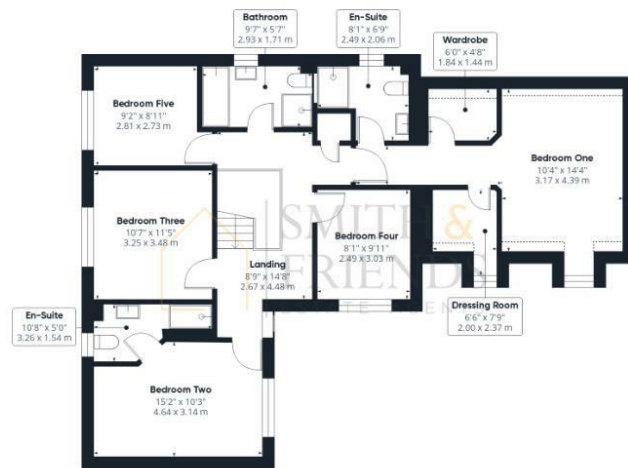 Bathroom
9'7" x 5'7"
2.93 x 1.71 m
En-Suite
8'1" x 6'9"
2.49 x 2.06 m
Wardrobe
6'0" x 4'8"
1.84 x 1.44 m
Bedroom Five
9'2" x 8'11"
2.81 x 2.73 m
Bedroom One
10'4" x 14'4"
3.17 x 4.39 m
Bedroom Three
10'7" x 11'5"
3.25 x 3.48 m
SMITH &
FRIENDS
ESTATE AGENTS
Bedroom Four
8'1" x 9'11"
2.49 x 3.03 m
Landing
8'9" x 14'8"
2.67 x 4.48 m
Dressing Room
6'6" x 7'9"
2.00 x 2.37 m
En-Suite
10'8" x 5'0"
3.26 x 1.54 m
Bedroom Two
15'2" x 10'3"
4.64 x 3.14 m